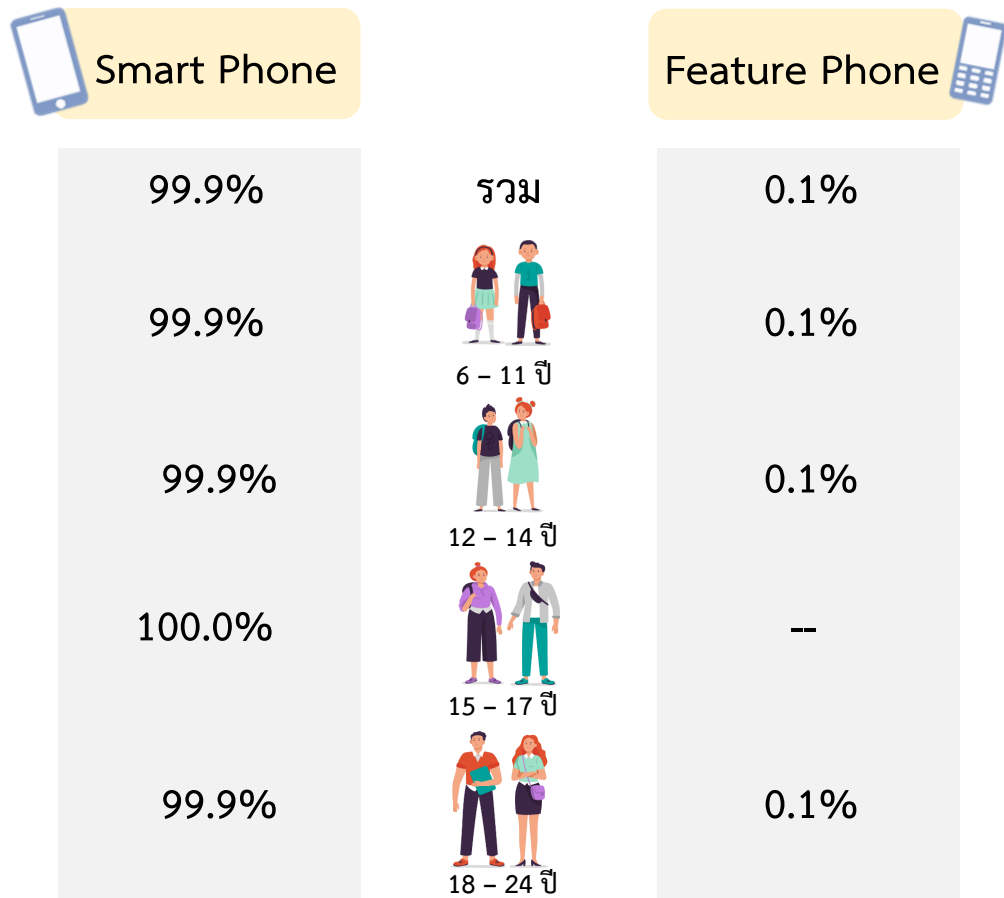 Smart Phone Feature Phone
99.9% รวม 0.1%
99.9% 0.1%
6 – 11 ปี
99.9% 0.1%
12 – 14 ปี
100.0% --
15 – 17 ปี
99.9% 0.1%
18 – 24 ปี